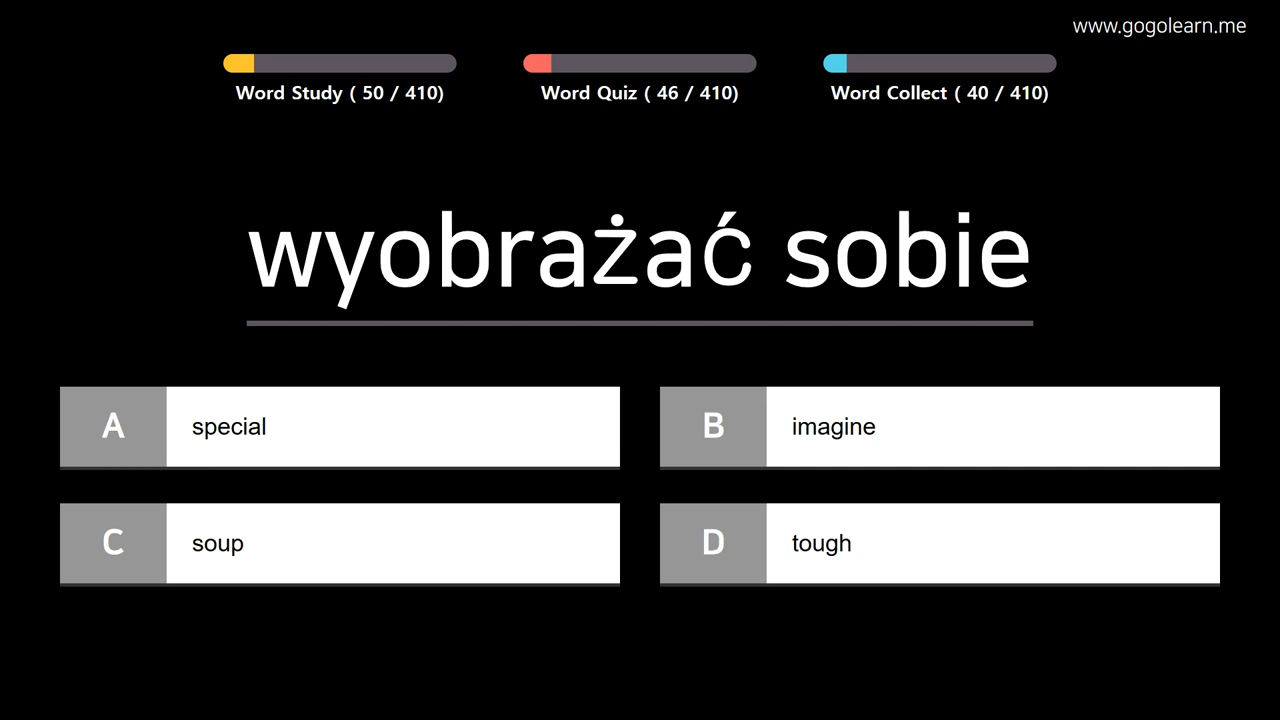 www.gogolearn.me
Word Study ( 50 / 410)
Word Quiz ( 46 / 410)
Word Collect ( 40 / 410)
wyobrażać sobie
A special
B imagine
C soup
D tough